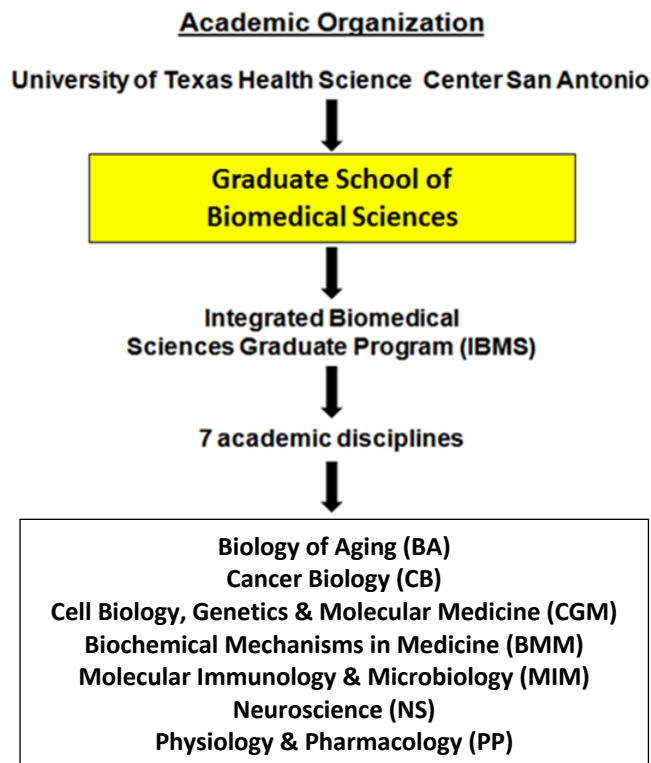 Academic Organization
University of Texas Health Science Center San Antonio
Graduate School of
Biomedical Sciences
Integrated Biomedical
Sciences Graduate Program (IBMS)
7 academic disciplines
Biology of Aging (BA)
Cancer Biology (CB)
Cell Biology, Genetics & Molecular Medicine (CGM)
Biochemical Mechanisms in Medicine (BMM)
Molecular Immunology & Microbiology (MIM)
Neuroscience (NS)
Physiology & Pharmacology (PP)